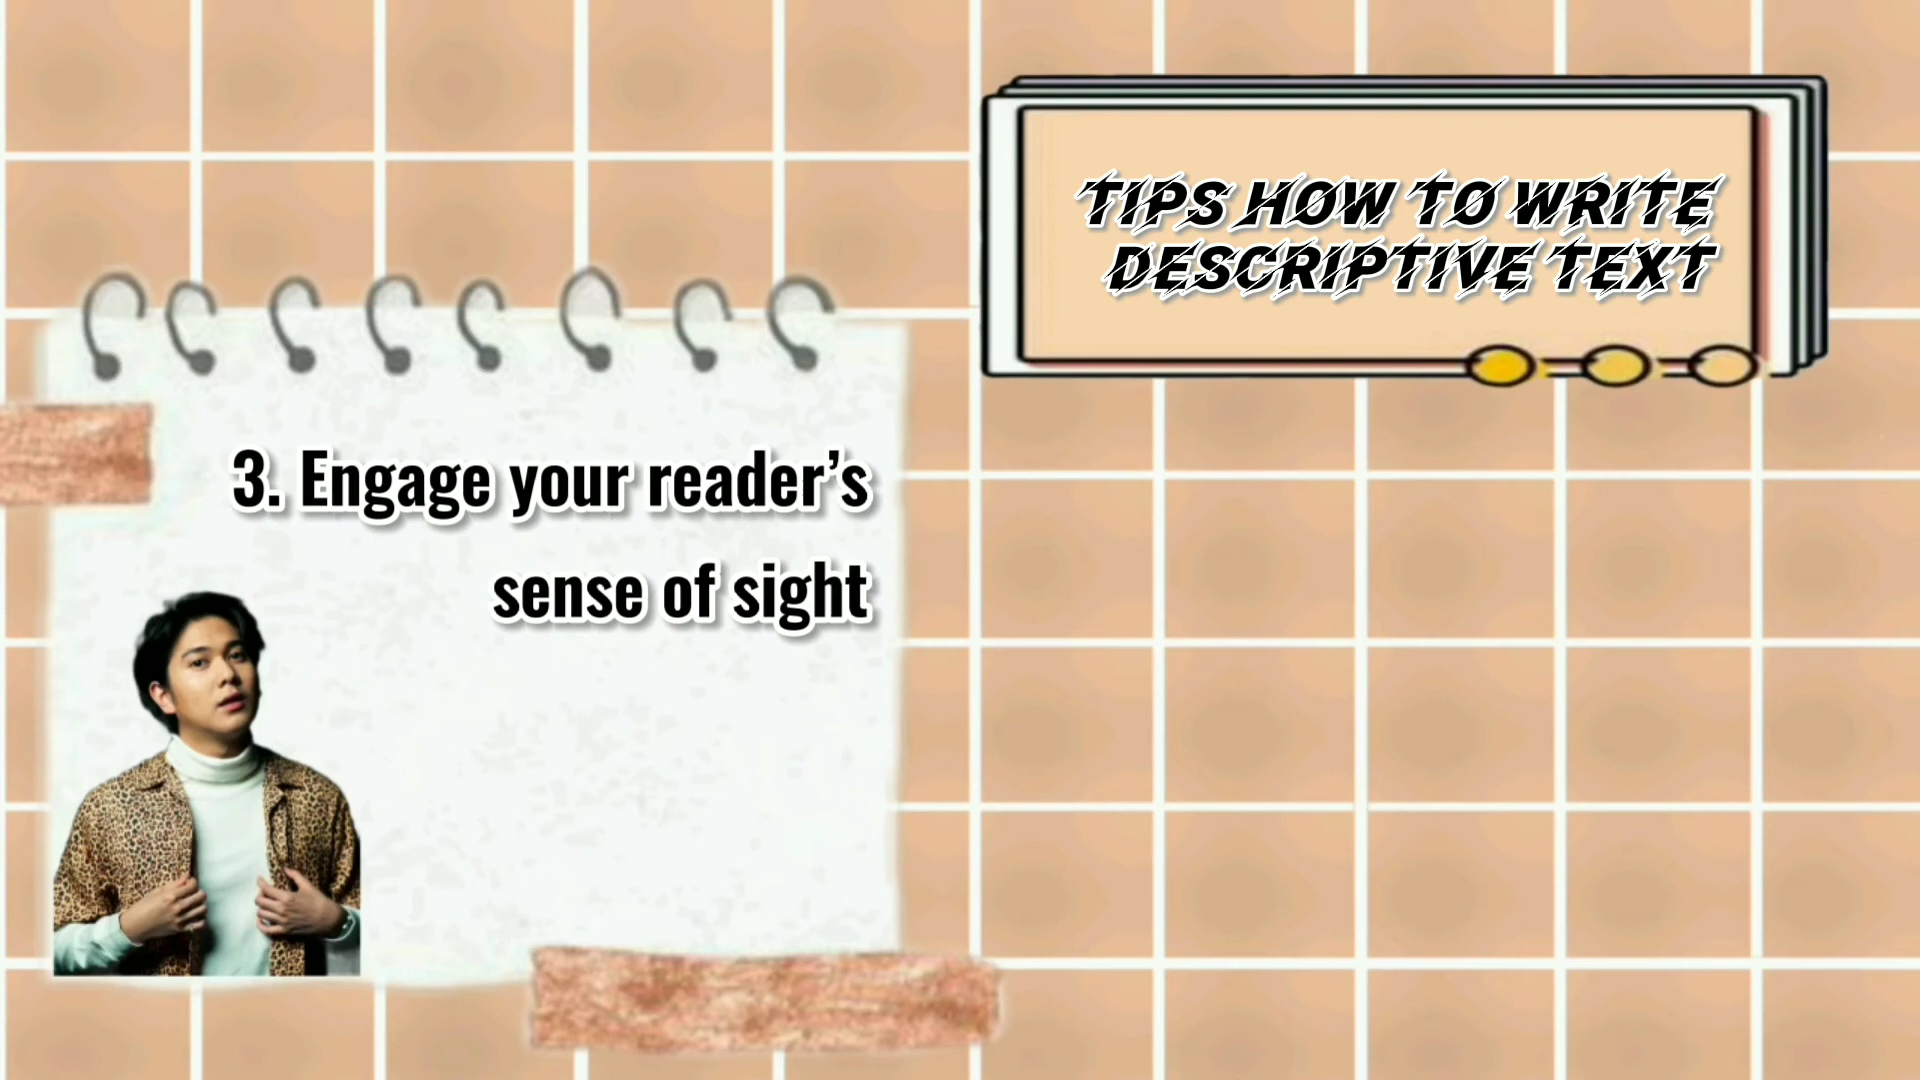 TIPS HOW TO WRITE
DESCRIPTIVE TEXT
3. Engage your reader’s
sense of sight